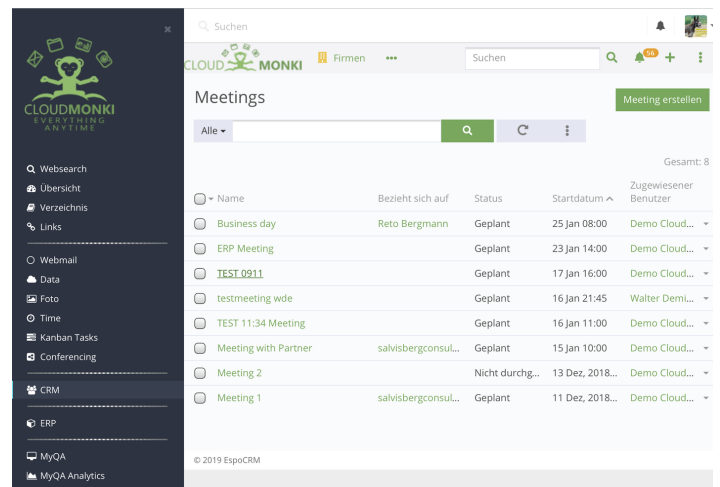 CLOUDMONKI
EVERYTHING
ANYTIME
Websearch
Übersicht
Verzeichnis
Links
Webmail
Data
Foto
Time
Kanban Tasks
Conferencing
CRM
ERP
MyQA
MyQA Analytics
Suchen
CLOUD MONKI Firmen ••• Suchen 56
Meetings Meeting erstellen
Alle
Gesamt: 8
Name Bezieht sich auf Status Startdatum Zugewiesener Benutzer
Business day Reto Bergmann Geplant 25 Jan 08:00 Demo Cloud...
ERP Meeting Geplant 23 Jan 14:00 Demo Cloud...
TEST 0911 Geplant 17 Jan 16:00 Demo Cloud...
testmeeting wde Geplant 16 Jan 21:45 Walter Demi...
TEST 11:34 Meeting Geplant 16 Jan 11:00 Demo Cloud...
Meeting with Partner salvisbergconsul... Geplant 15 Jan 10:00 Demo Cloud...
Meeting 2 Nicht durchg... 13 Dez, 2018... Demo Cloud...
Meeting 1 salvisbergconsul... Geplant 11 Dez, 2018... Demo Cloud...
© 2019 EspoCRM